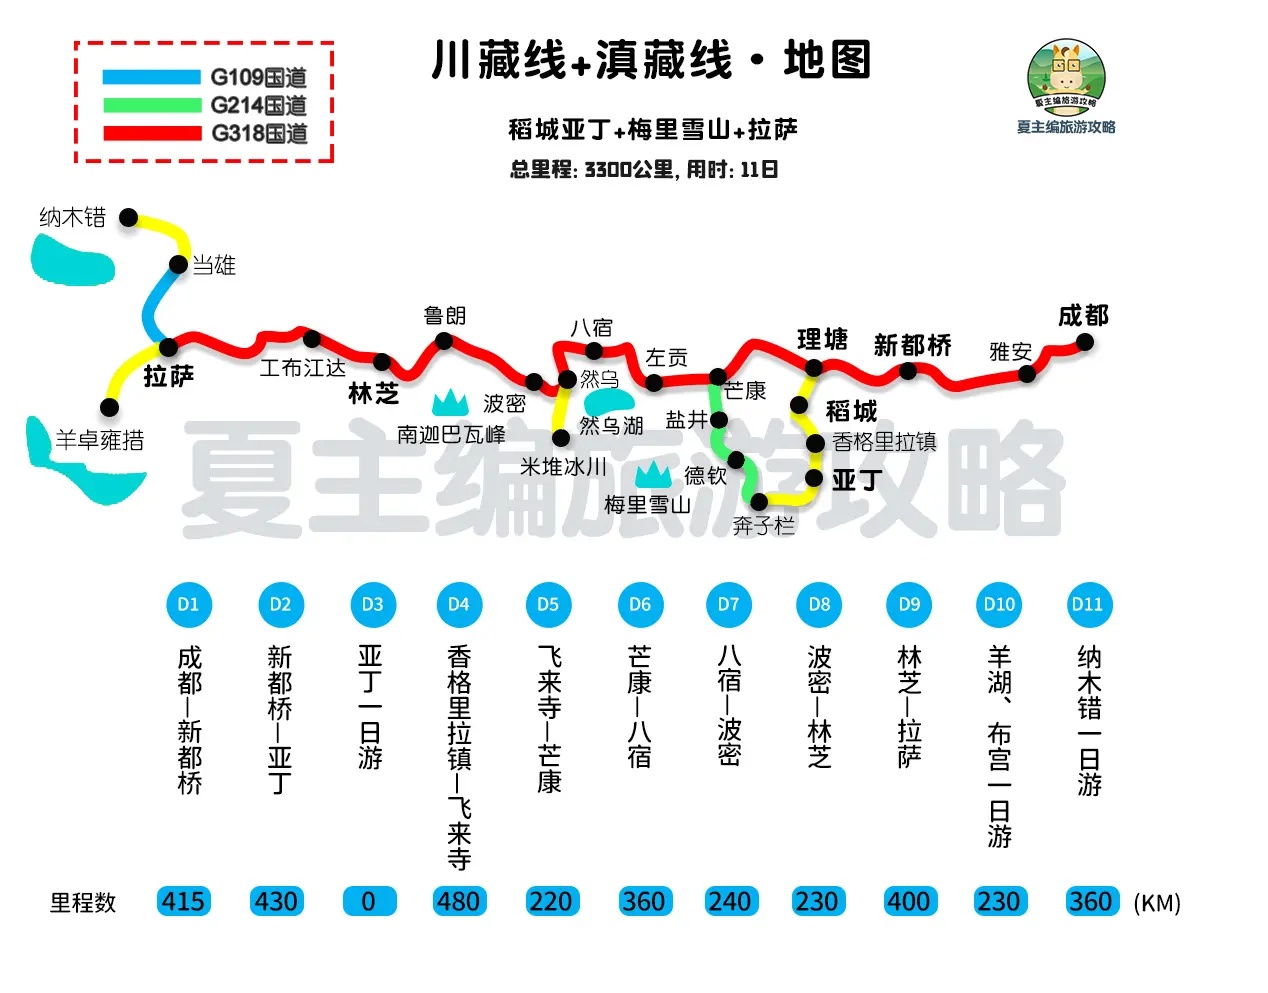 川藏线+滇藏线·地图
稻城亚丁+梅里雪山+拉萨
总里程: 3300公里, 用时: 11日
G109国道
G214国道
G318国道
夏主编旅游攻略
夏主编旅游攻略
纳木错
当雄
拉萨
羊卓雍措
工布江达
林芝
鲁朗
南迦巴瓦峰
波密
八宿
然乌
然乌湖
米堆冰川
左贡
芒康
盐井
德钦
梅里雪山
奔子栏
理塘
稻城
香格里拉镇
亚丁
新都桥
雅安
成都
夏主编旅游攻略
D1
D2
D3
D4
D5
D6
D7
D8
D9
D10
D11
成都—新都桥
新都桥—亚丁
亚丁一日游
香格里拉镇—飞来寺
飞来寺—芒康
芒康—八宿
八宿—波密
波密—林芝
林芝—拉萨
羊湖、布宫一日游
纳木错一日游
里程数 415 430 0 480 220 360 240 230 400 230 360 (KM)